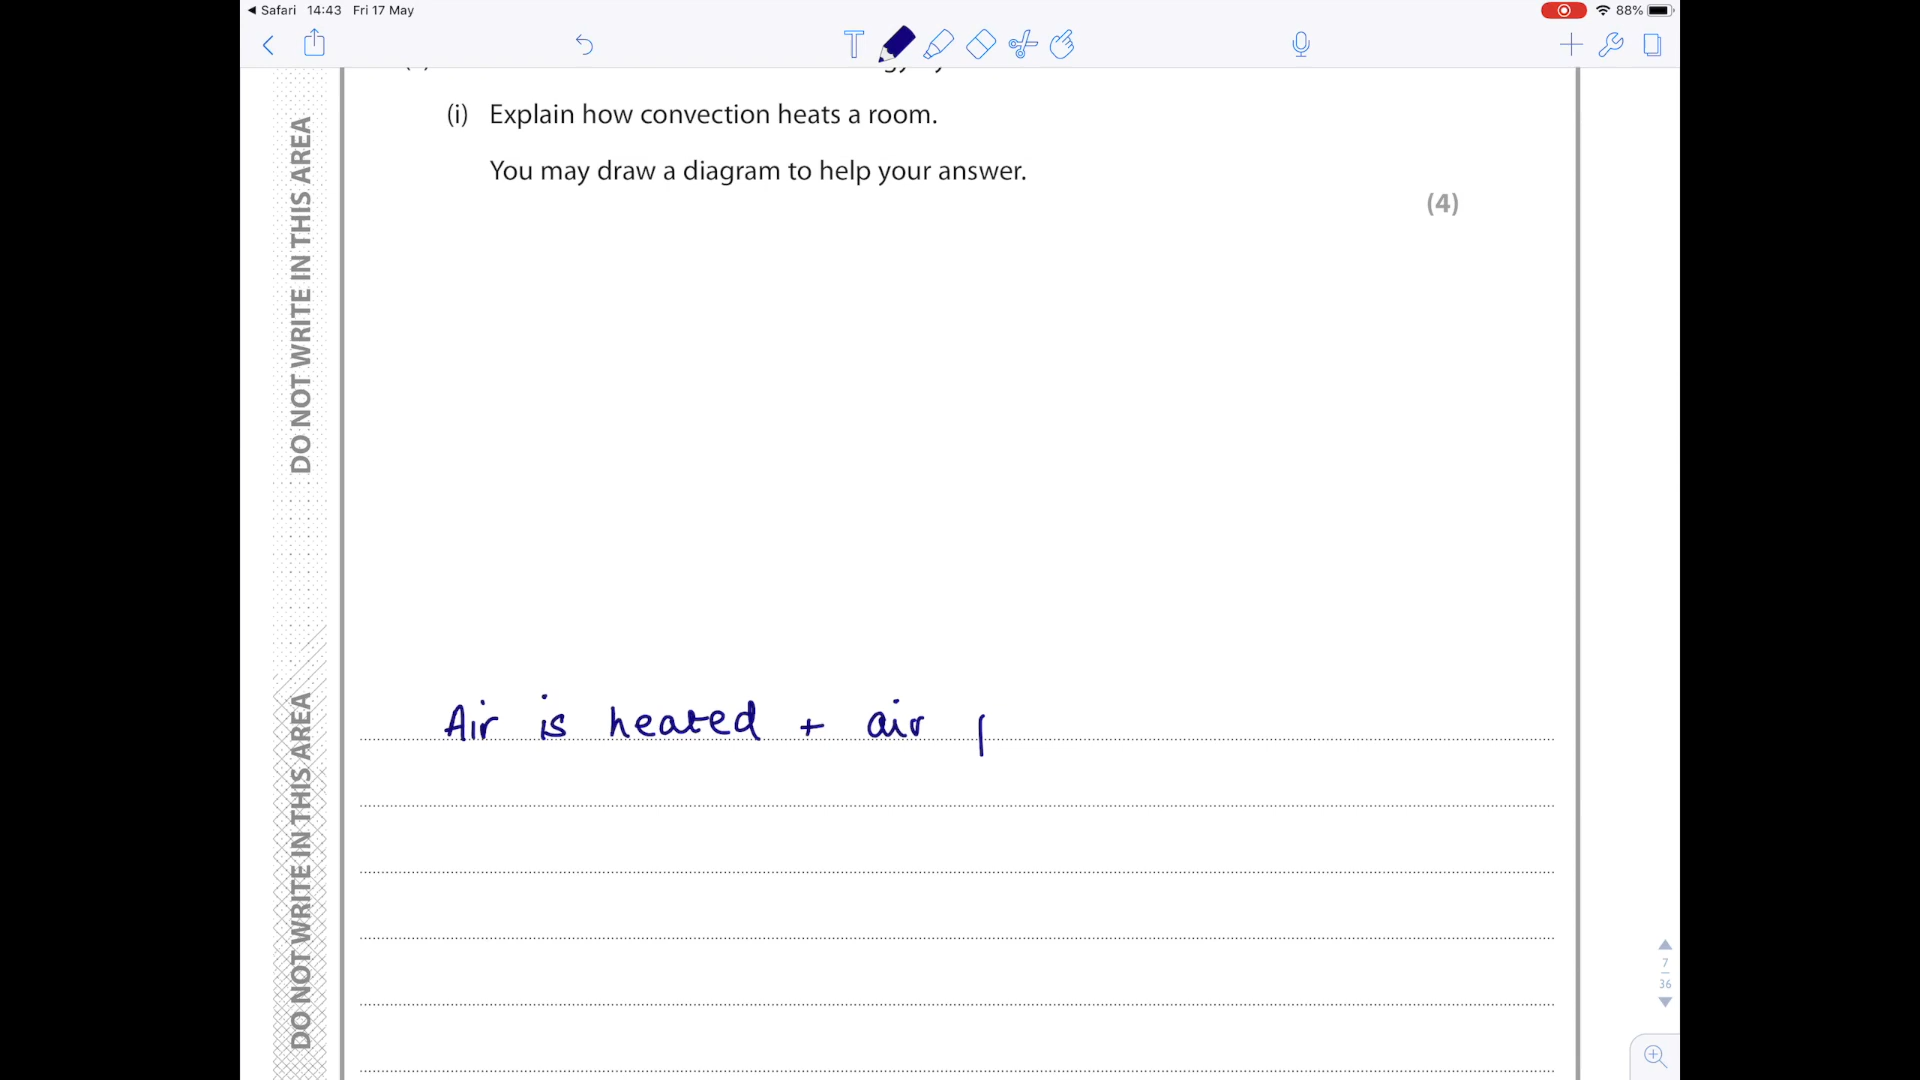 Safari 14:43 Fri 17 May 88%
T
(i) Explain how convection heats a room.
You may draw a diagram to help your answer.
(4)
DO NOT WRITE IN THIS AREA
Air is heated + air
DO NOT WRITE IN THIS AREA
7
36